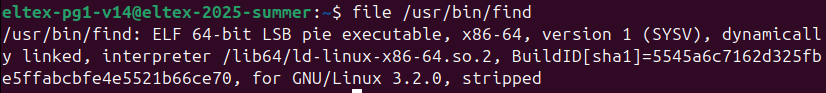 eltex-pg1-v14@eltex-2025-summer:~$ file /usr/bin/find
/usr/bin/find: ELF 64-bit LSB pie executable, x86-64, version 1 (SYSV), dynamicall
y linked, interpreter /lib64/ld-linux-x86-64.so.2, BuildID[sha1]=5545a6c7162d325fb
e5ffabcbfe4e5521b66ce70, for GNU/Linux 3.2.0, stripped